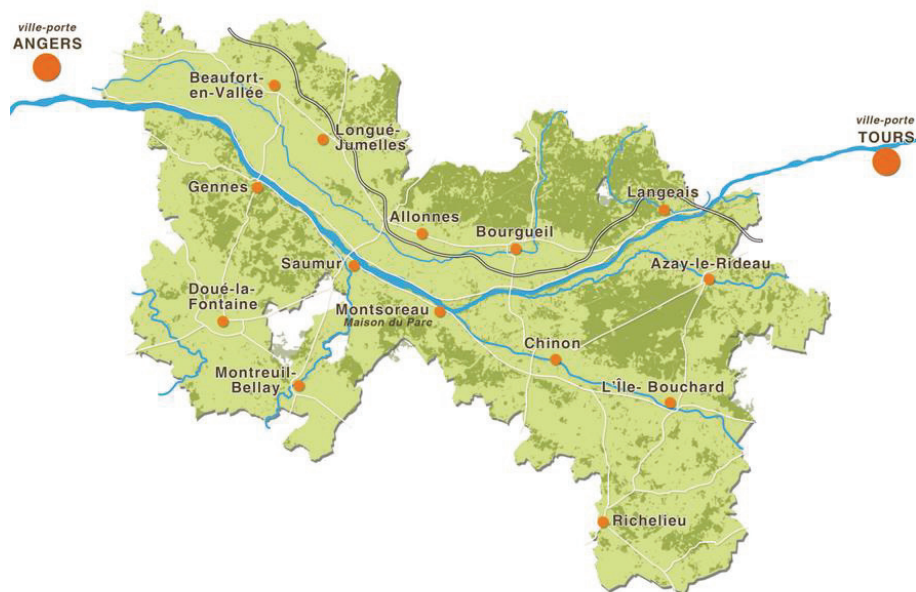 ville-porte
ANGERS
Beaufort-
en-Vallée
Longué-
Jumelles
ville-porte
TOURS
Gennes
Langeais
Allonnes
Bourgueil
Saumur
Azay-le-Rideau
Doué-la-
Fontaine
Montsoreau
Maison du Parc
Chinon
Montreuil-
Bellay
L'Île- Bouchard
Richelieu